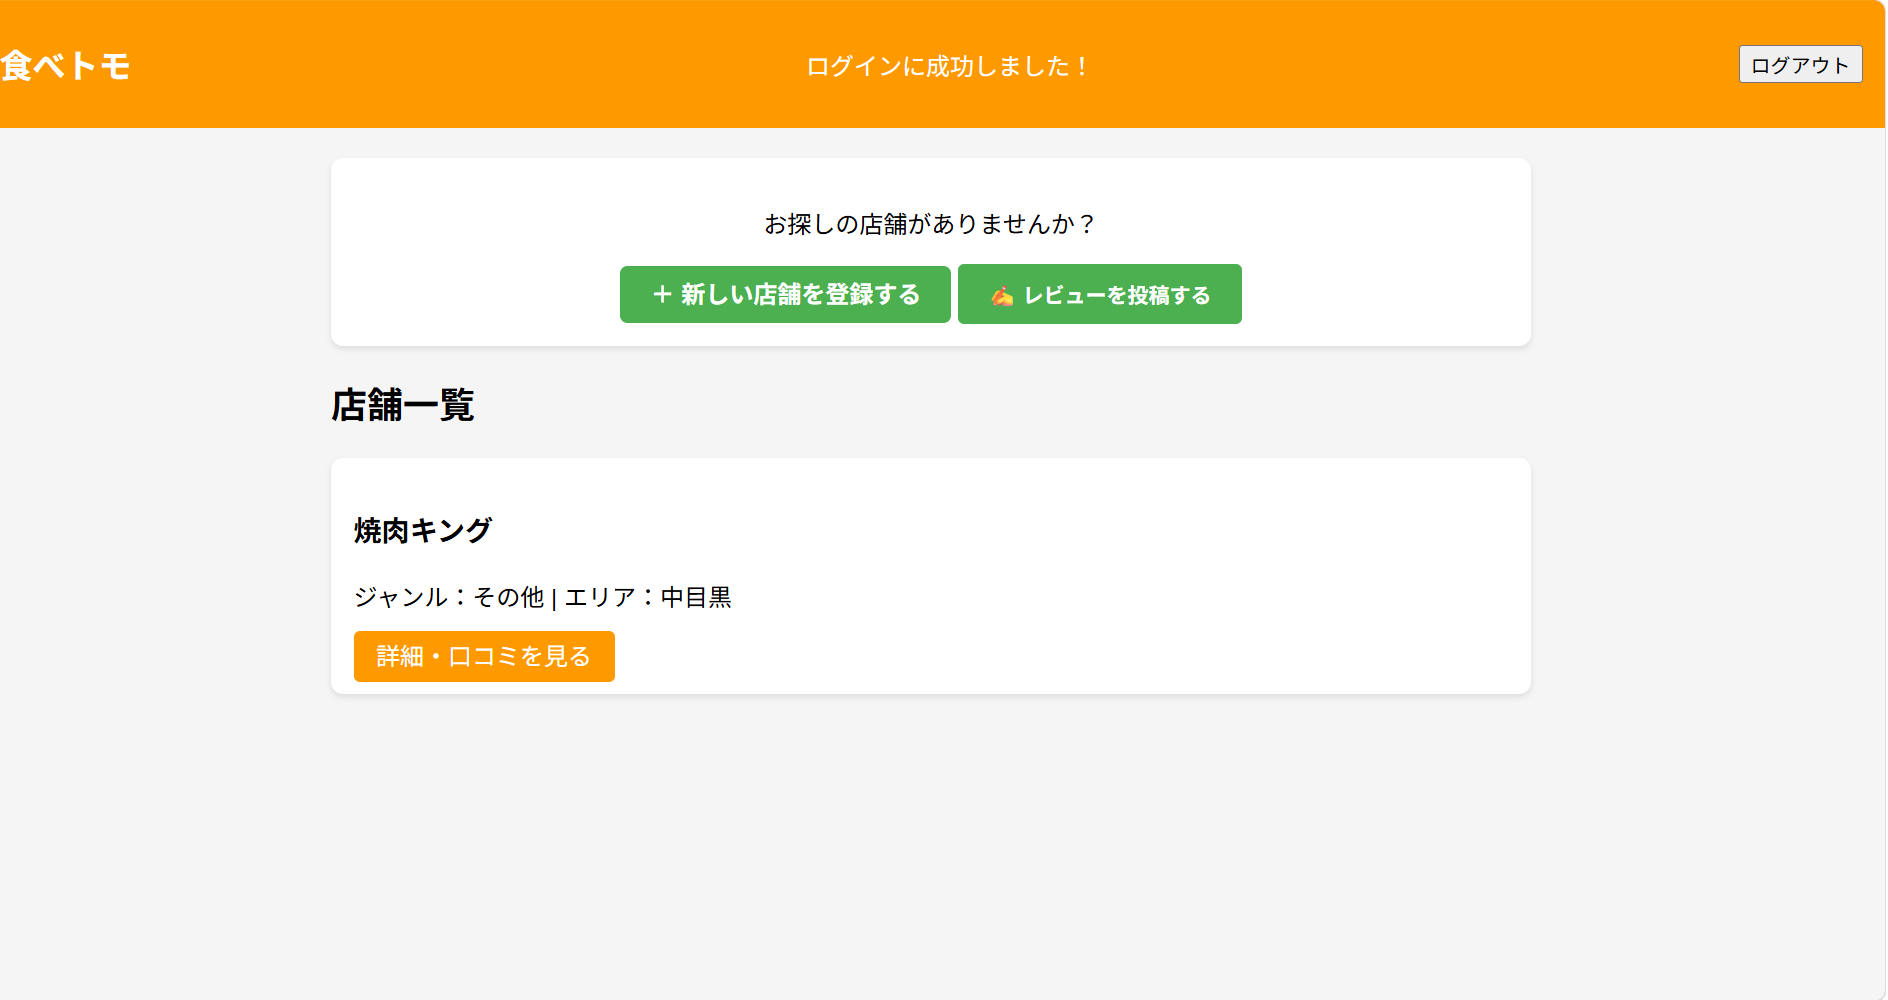 食べトモ
ログインに成功しました！
ログアウト
お探しの店舗がありませんか？
＋ 新しい店舗を登録する
✍️ レビューを投稿する
店舗一覧
焼肉キング
ジャンル：その他 | エリア：中目黒
詳細・口コミを見る